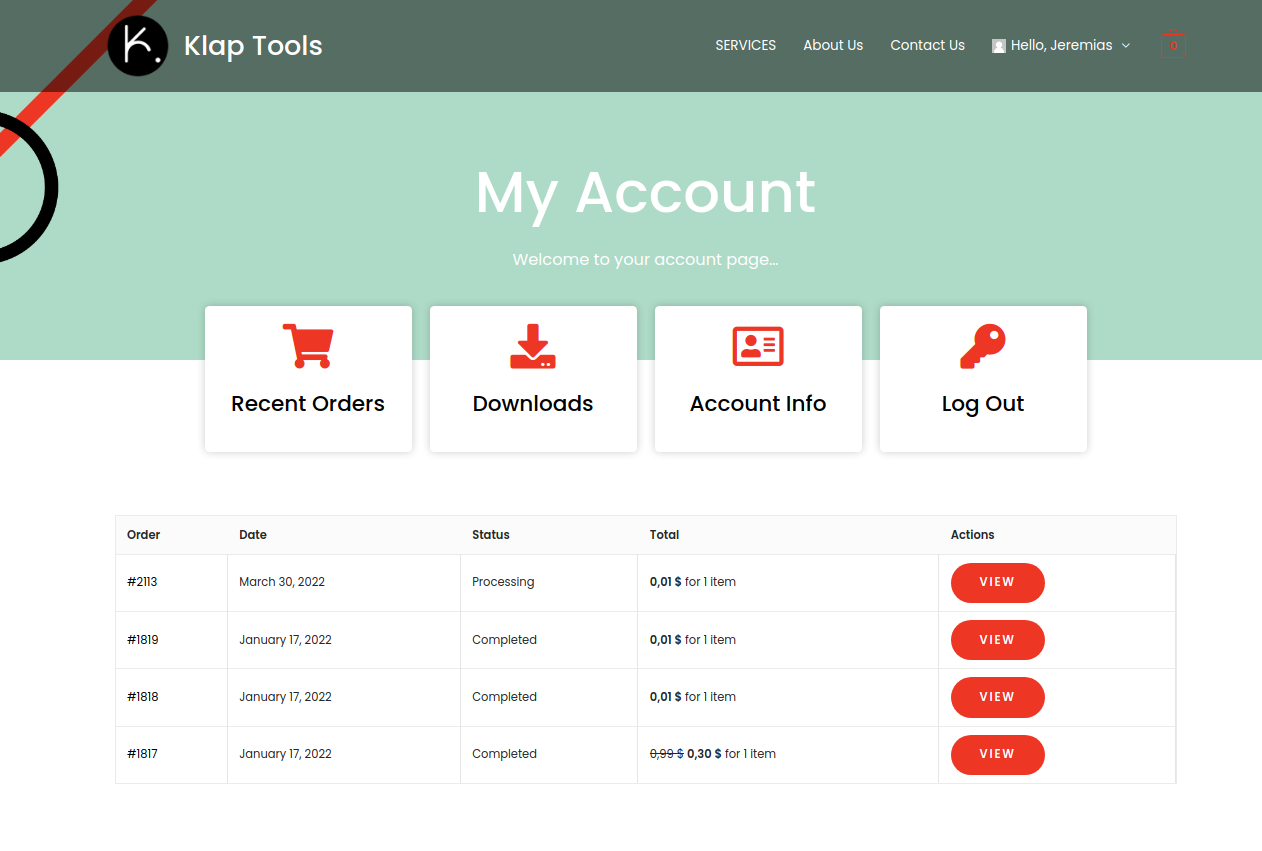 K.
Klap Tools
SERVICES
About Us
Contact Us
Hello, Jeremias
0
My Account
Welcome to your account page...
Recent Orders
Downloads
Account Info
Log Out
Order Date Status Total Actions
#2113 March 30, 2022 Processing 0,01 $ for 1 item VIEW
#1819 January 17, 2022 Completed 0,01 $ for 1 item VIEW
#1818 January 17, 2022 Completed 0,01 $ for 1 item VIEW
#1817 January 17, 2022 Completed 0,99 $ 0,30 $ for 1 item VIEW